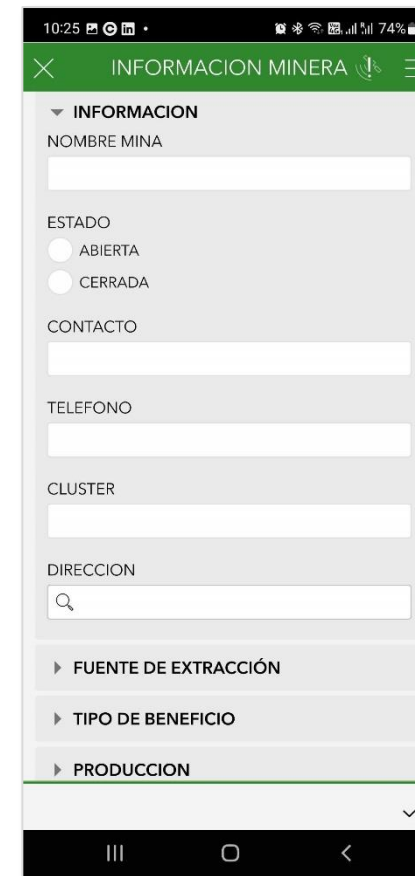 10:25
74%
INFORMACION MINERA
INFORMACION
NOMBRE MINA
ESTADO
ABIERTA
CERRADA
CONTACTO
TELEFONO
CLUSTER
DIRECCION
FUENTE DE EXTRACCIÓN
TIPO DE BENEFICIO
PRODUCCION